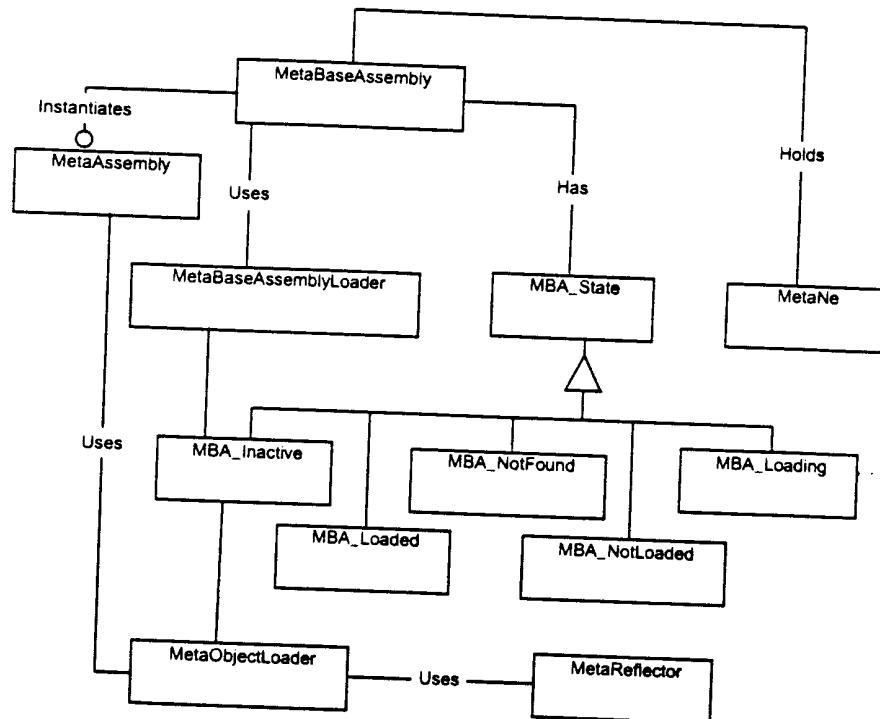 MetaBaseAssembly
Instantiates
MetaAssembly
Holds
Uses
Has
MetaBaseAssemblyLoader
MBA_State
MetaNe
Uses
MBA_Inactive
MBA_NotFound
MBA_Loading
MBA_Loaded
MBA_NotLoaded
MetaObjectLoader
Uses
MetaReflector